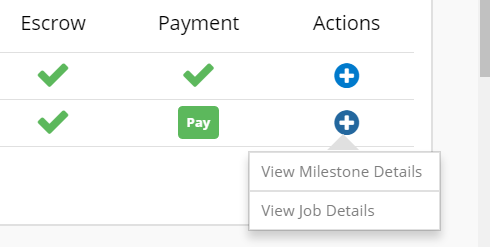 Escrow Payment Actions
Pay
View Milestone Details
View Job Details